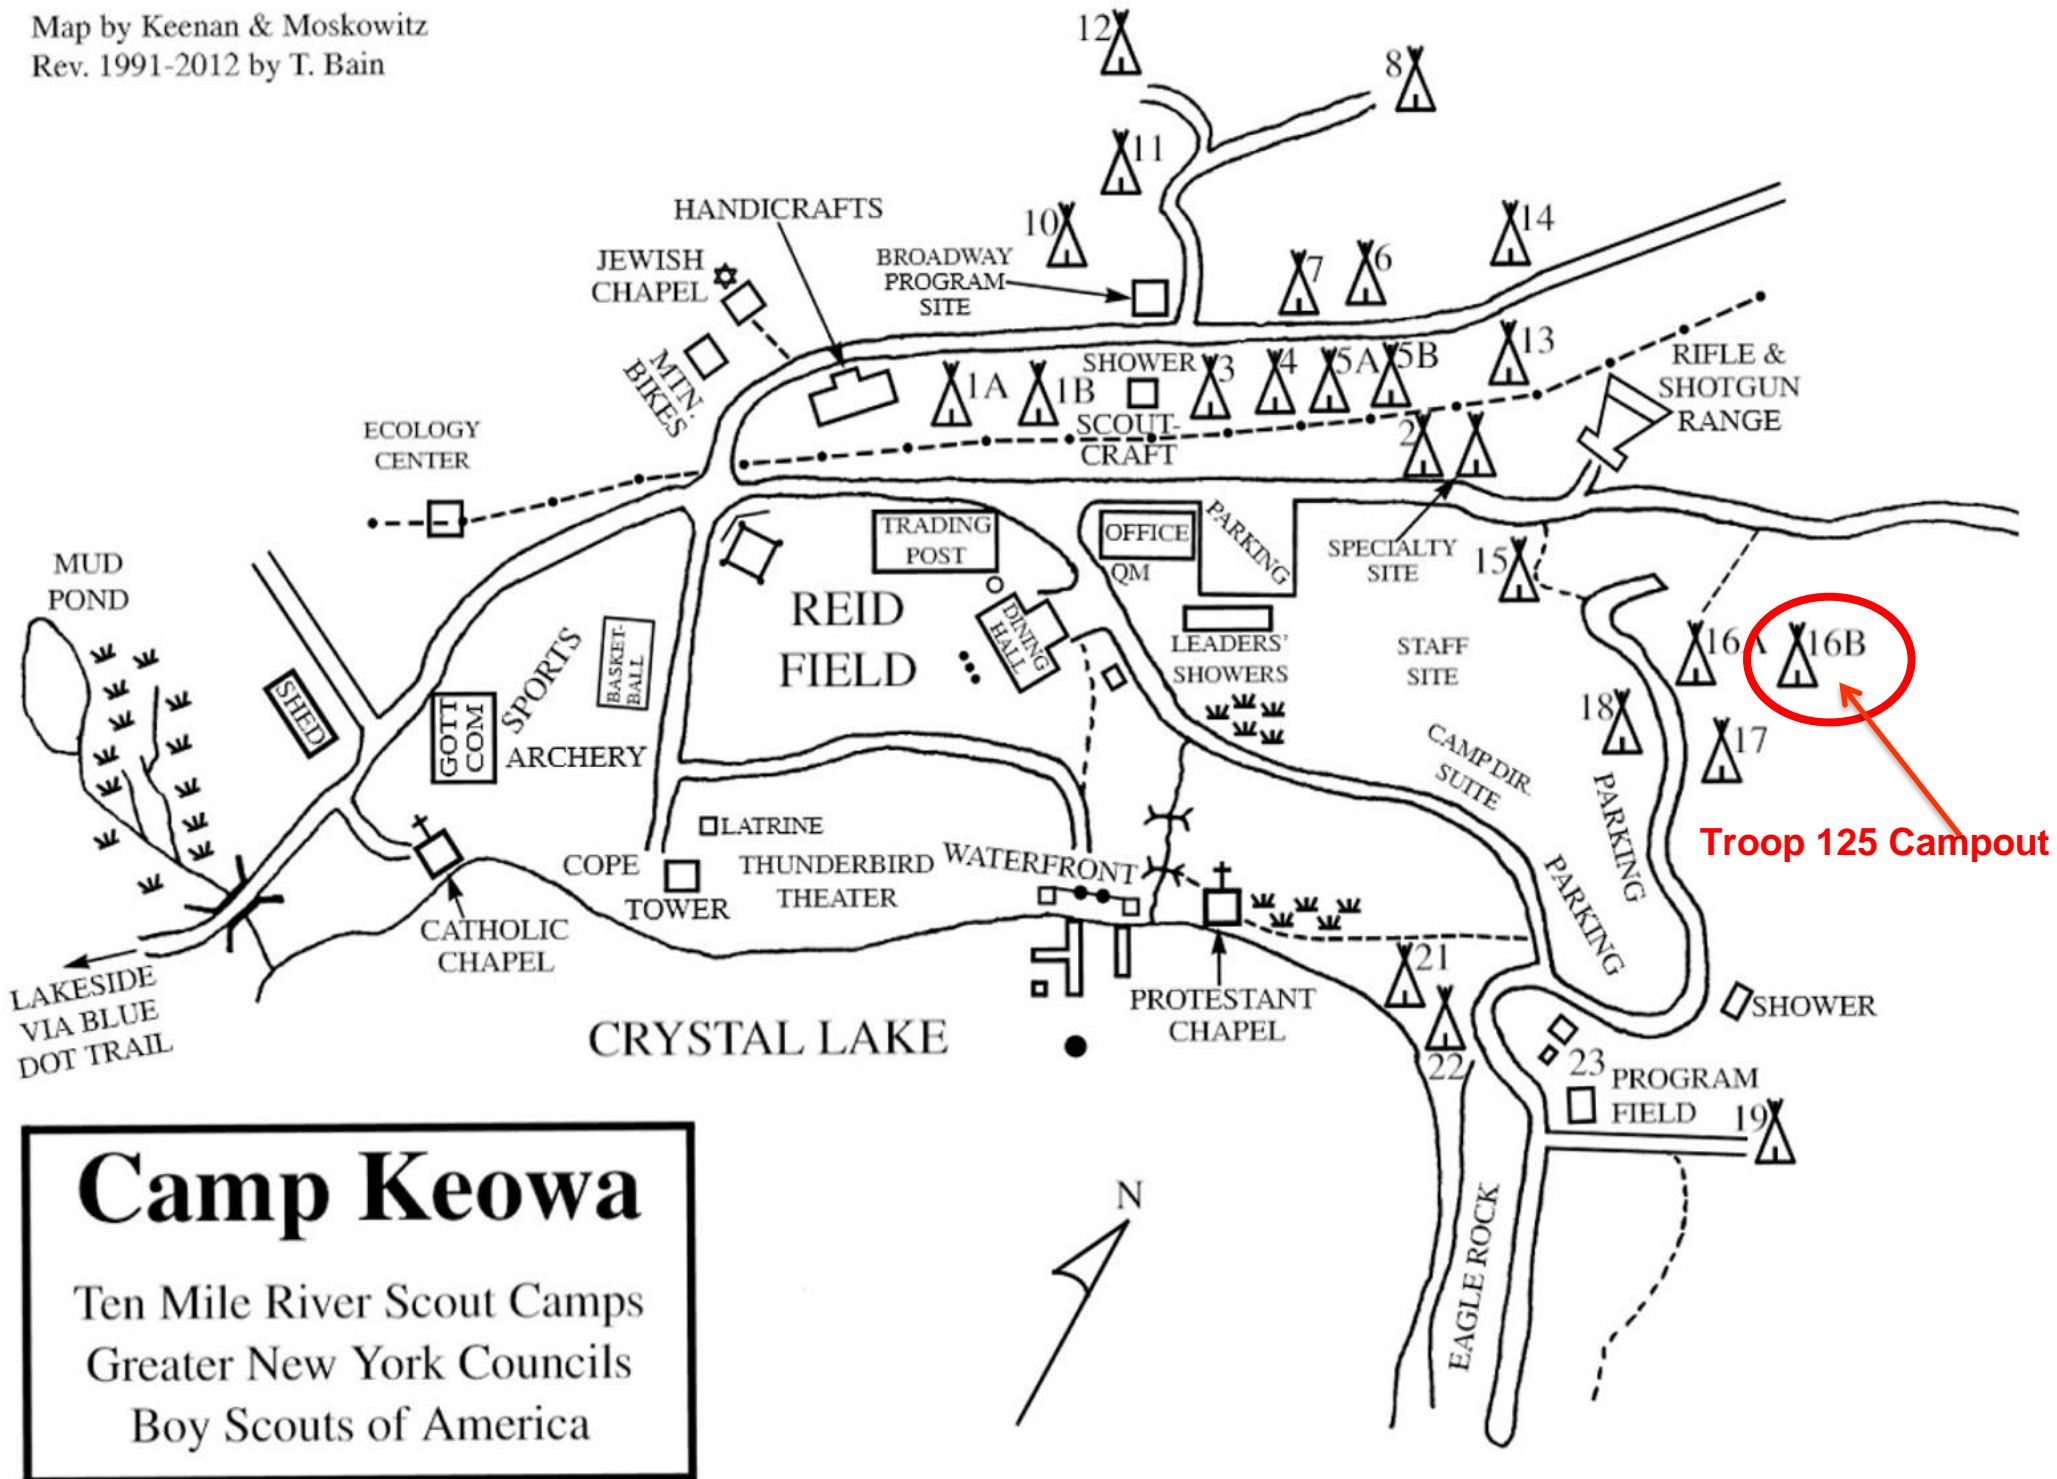 Map by Keenan & Moskowitz
Rev. 1991-2012 by T. Bain
12
8
11
10
HANDICRAFTS
JEWISH
CHAPEL
BROADWAY
PROGRAM
SITE
7
6
14
13
MTN.
BIKES
1A
1B
SHOWER
3
4
5A
5B
SCOUT-
CRAFT
2
RIFLE &
SHOTGUN
RANGE
ECOLOGY
CENTER
MUD
POND
TRADING
POST
OFFICE
QM
PARKING
SPECIALTY
SITE
15
REID
FIELD
DINING
HALL
LEADERS'
SHOWERS
STAFF
SITE
16A
16B
18
17
SHED
GOTT
COM
SPORTS
BASKET-
BALL
ARCHERY
CAMP DIR.
SUITE
PARKING
PARKING
Troop 125 Campout
LATRINE
COPE
TOWER
THUNDERBIRD
THEATER
WATERFRONT
CATHOLIC
CHAPEL
LAKESIDE
VIA BLUE
DOT TRAIL
CRYSTAL LAKE
PROTESTANT
CHAPEL
21
22
SHOWER
23
PROGRAM
FIELD
19
EAGLE ROCK
N
Camp Keowa
Ten Mile River Scout Camps
Greater New York Councils
Boy Scouts of America